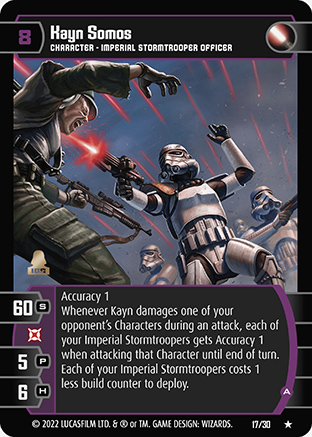 8
Kayn Somos
CHARACTER - IMPERIAL STORMTROOPER OFFICER
60 S
5 P
6 H
Accuracy 1
Whenever Kayn damages one of your
opponent's Characters during an attack, each of
your Imperial Stormtroopers gets Accuracy 1
when attacking that Character until end of turn.
Each of your Imperial Stormtroopers costs 1
less build counter to deploy.
A
© 2022 LUCASFILM LTD. & ® or TM. GAME DESIGN: WIZARDS.
17/30